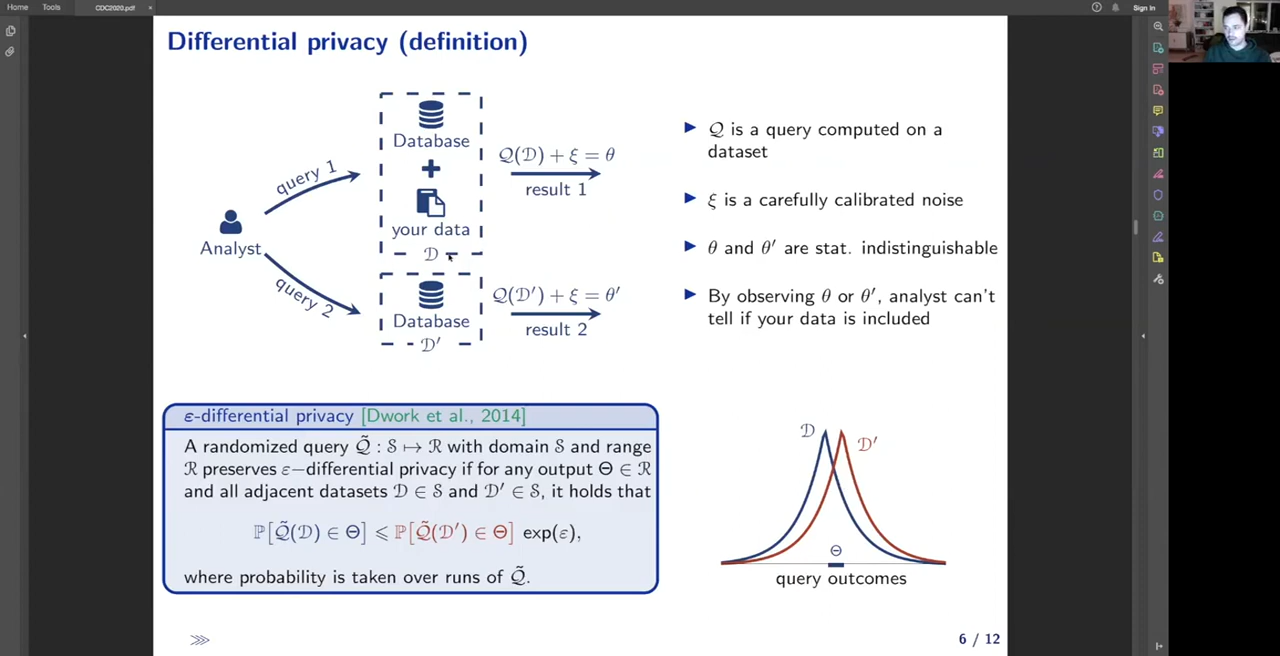 Home Tools CDC2020.pdf × Sign In
Differential privacy (definition)
Analyst
query 1
query 2
Database
+
your data
𝒟
Database
𝒟′
𝒬(𝒟) + ξ = θ
result 1
𝒬(𝒟′) + ξ = θ′
result 2
▶ 𝒬 is a query computed on a
dataset
▶ ξ is a carefully calibrated noise
▶ θ and θ′ are stat. indistinguishable
▶ By observing θ or θ′, analyst can't
tell if your data is included
ε-differential privacy [Dwork et al., 2014]
A randomized query 𝒬̃ : 𝒮 ↦ ℛ with domain 𝒮 and range
ℛ preserves ε−differential privacy if for any output Θ ∈ ℛ
and all adjacent datasets 𝒟 ∈ 𝒮 and 𝒟′ ∈ 𝒮, it holds that
ℙ[𝒬̃(𝒟) ∈ Θ] ⩽ ℙ[𝒬̃(𝒟′) ∈ Θ] exp(ε),
where probability is taken over runs of 𝒬̃.
𝒟 𝒟′
Θ
query outcomes
⋙ 6 / 12